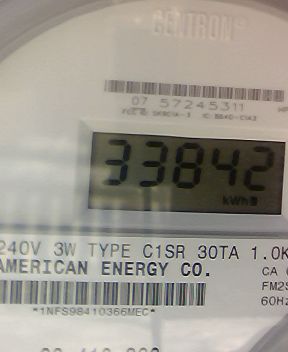 CENTRON®
07 57245311
33842
kWh
240V 3W TYPE C1SR 30TA 1.0K
AMERICAN ENERGY CO.
CA
FM2S
60Hz
*1NFS98410366MEC*